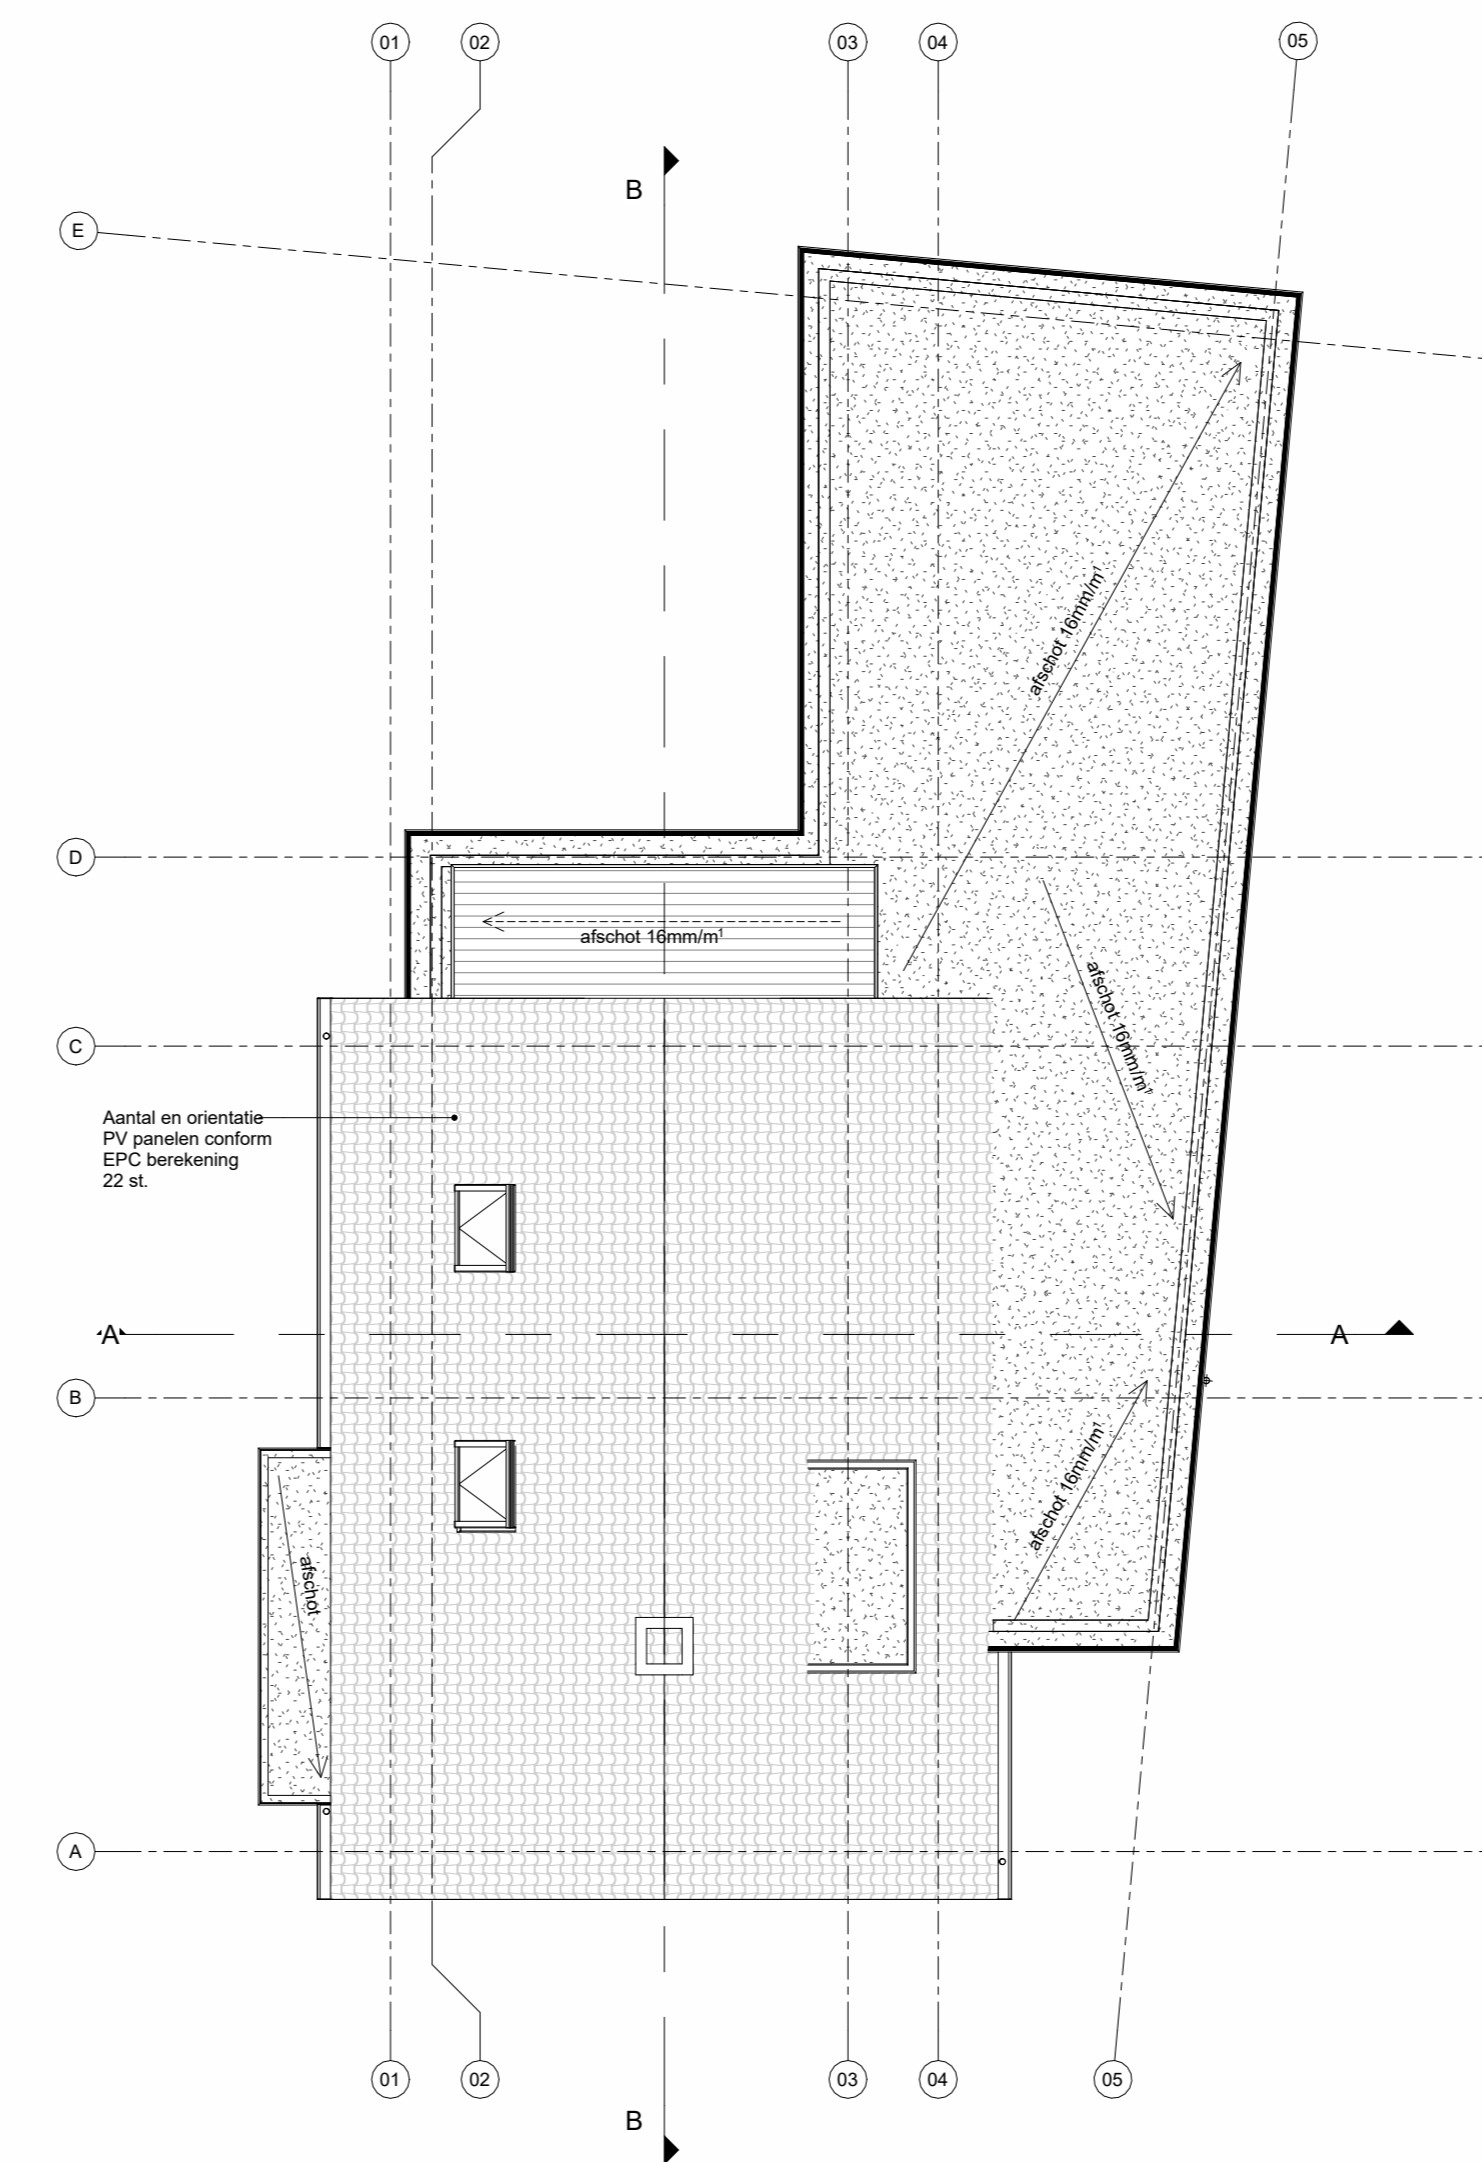 01
02
03
04
05
B
E
afschot 16mm/m¹
D
afschot 16mm/m¹
afschot 16mm/m¹
C
Aantal en orientatie
PV panelen conform
EPC berekening
22 st.
A
A
B
afschot 16mm/m¹
afschot
A
01
02
03
04
05
B